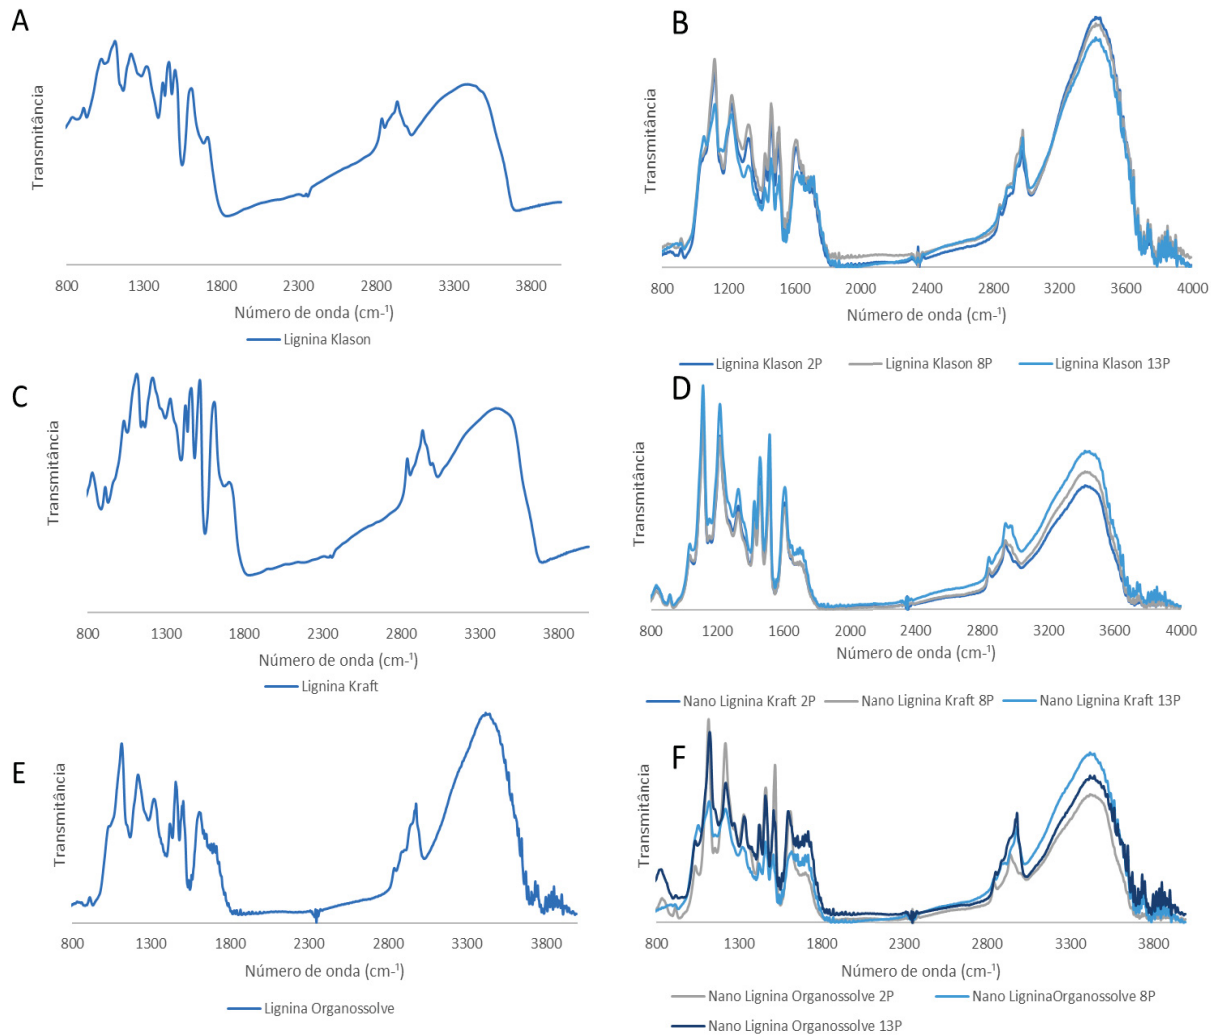 A
Transmitância
800 1300 1800 2300 2800 3300 3800
Número de onda (cm-¹)
Lignina Klason
B
Transmitância
800 1200 1600 2000 2400 2800 3200 3600 4000
Número de onda (cm-¹)
Lignina Klason 2P Lignina Klason 8P Lignina Klason 13P
C
Transmitância
800 1300 1800 2300 2800 3300 3800
Número de onda (cm-¹)
Lignina Kraft
D
Transmitância
800 1200 1600 2000 2400 2800 3200 3600 4000
Número de onda (cm-¹)
Nano Lignina Kraft 2P Nano Lignina Kraft 8P Nano Lignina Kraft 13P
E
Transmitância
800 1300 1800 2300 2800 3300 3800
Número de onda (cm-¹)
Lignina Organossolve
F
Transmitância
800 1300 1800 2300 2800 3300 3800
Número de onda (cm-¹)
Nano Lignina Organossolve 2P Nano LigninaOrganossolve 8P
Nano Lignina Organossolve 13P